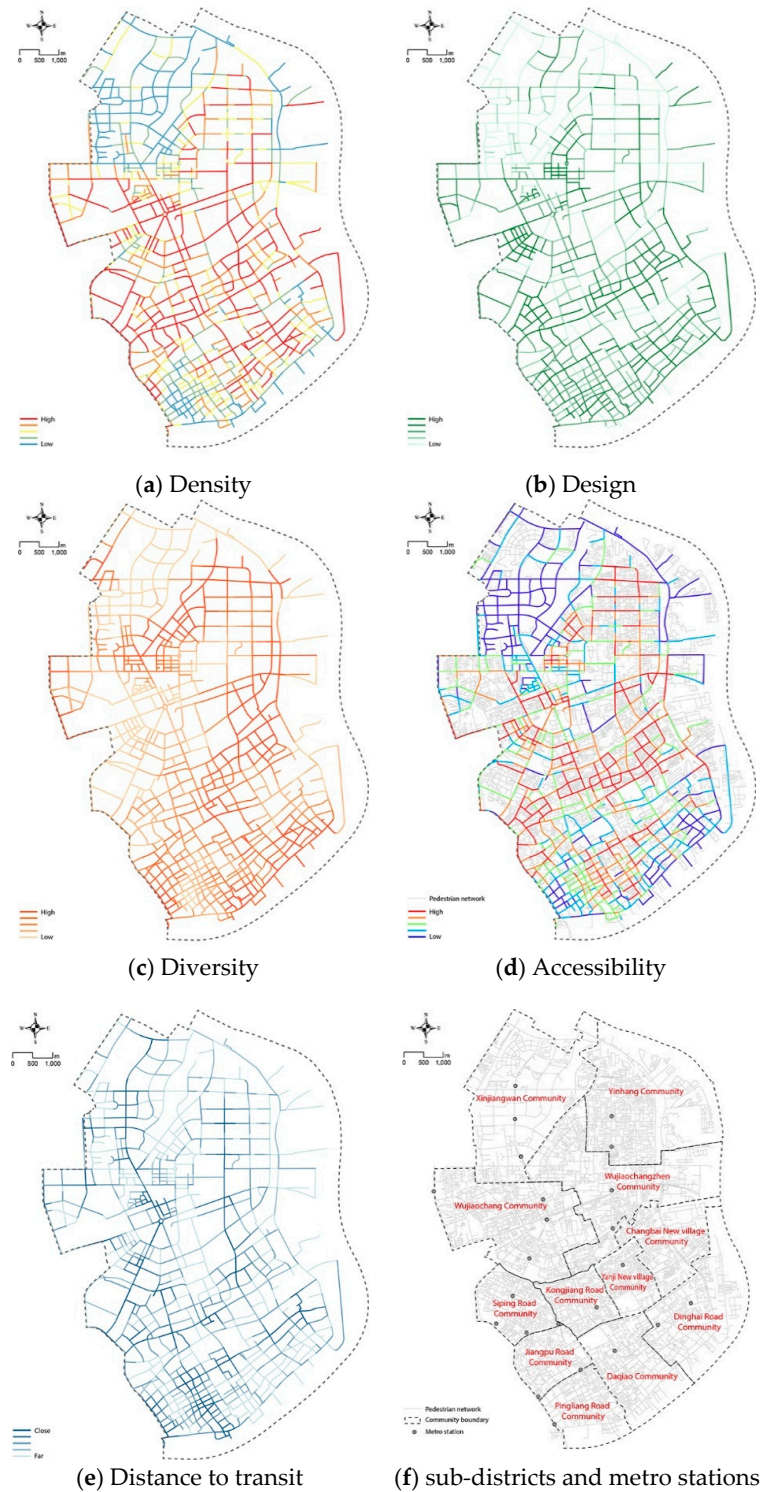 N
W E
S
0 500 1,000 m
High
Low
(a) Density
N
W E
S
0 500 1,000 m
High
Low
(b) Design
N
W E
S
0 500 1,000 m
High
Low
(c) Diversity
N
W E
S
0 500 1,000 m
Pedestrian network
High
Low
(d) Accessibility
N
W E
S
0 500 1,000 m
Close
Far
(e) Distance to transit
N
W E
S
0 500 1,000 m
Xinjiangwan Community
Yinhang Community
Wujiaochangzhen
Community
Wujiaochang Community
Changbai New village
Community
Yanji New village
Community
Kongjiang Road
Community
Siping Road
Community
Dinghai Road
Community
Jiangpu Road
Community
Daqiao Community
Pingliang Road
Community
Pedestrian network
Community boundary
Metro station
(f) sub-districts and metro stations